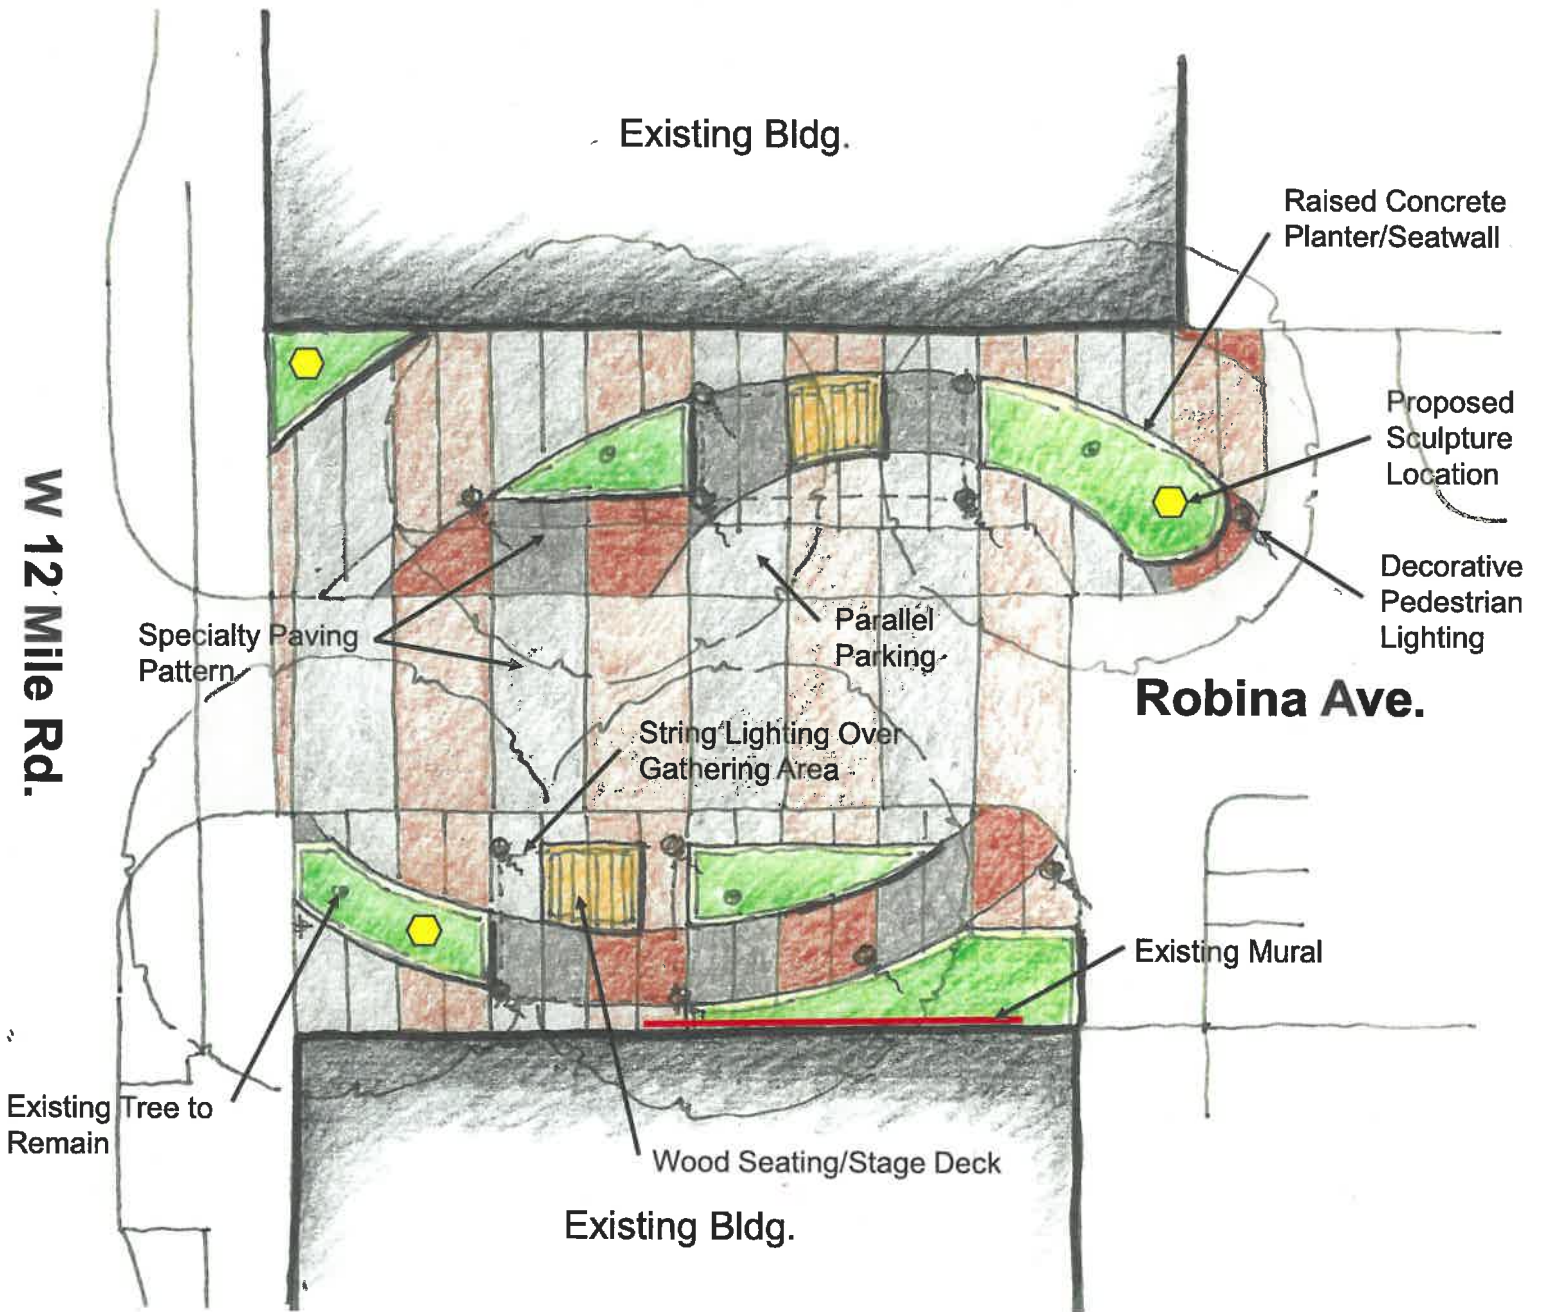 Existing Bldg.
Raised Concrete
Planter/Seatwall
Proposed
Sculpture
Location
Decorative
Pedestrian
Lighting
W 12 Mile Rd.
Specialty Paving
Pattern
Parallel
Parking
Robina Ave.
String Lighting Over
Gathering Area
Existing Mural
Existing Tree to
Remain
Wood Seating/Stage Deck
Existing Bldg.